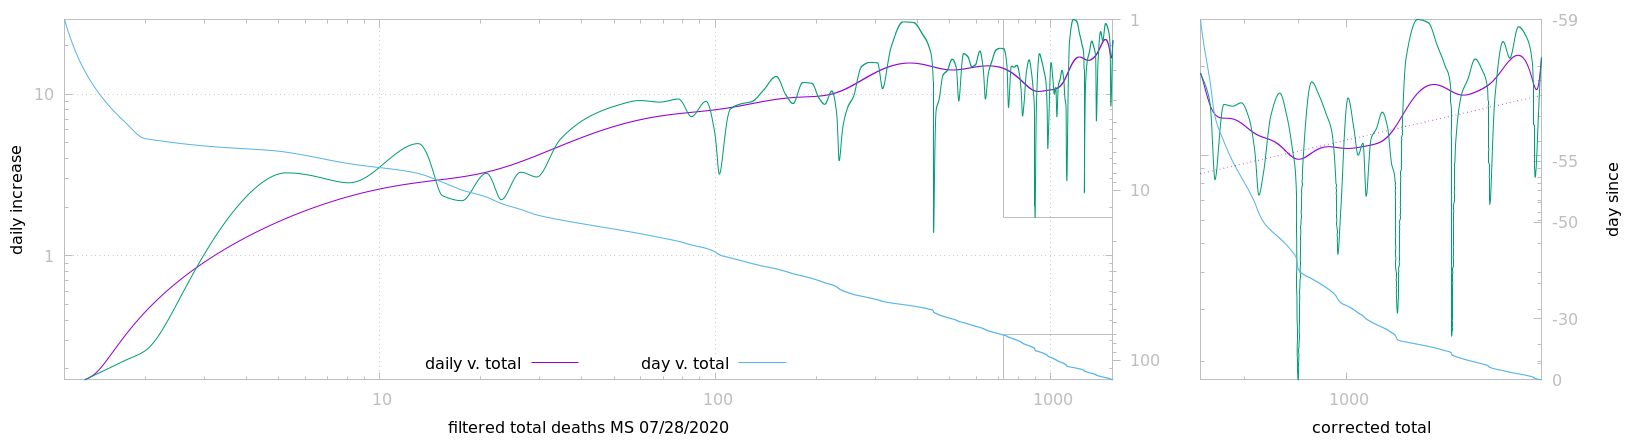 1
-59
10
daily increase
-55
day since
10
-50
1
-30
daily v. total
day v. total
100
0
10
100
1000
1000
filtered total deaths MS 07/28/2020
corrected total